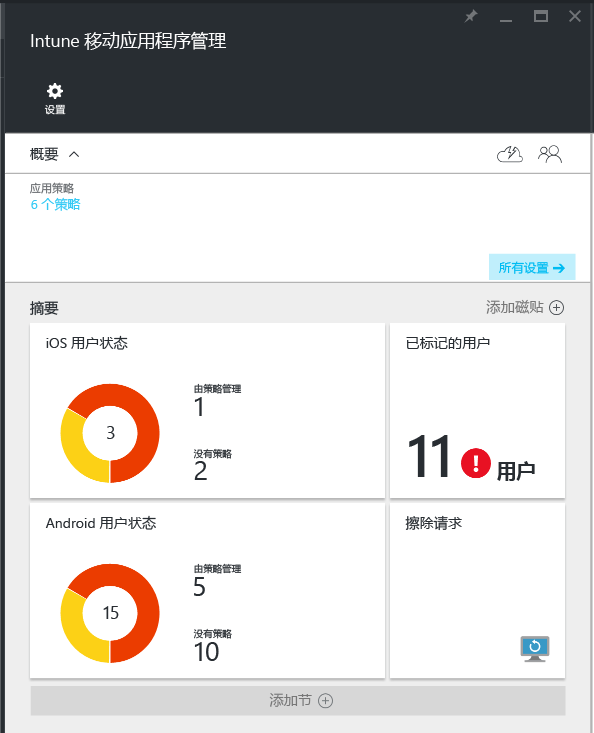 Intune 移动应用程序管理
设置
概要
应用策略
6 个策略
所有设置
摘要
添加磁贴
iOS 用户状态
3
由策略管理
1
没有策略
2
已标记的用户
11 ! 用户
Android 用户状态
15
由策略管理
5
没有策略
10
擦除请求
添加节